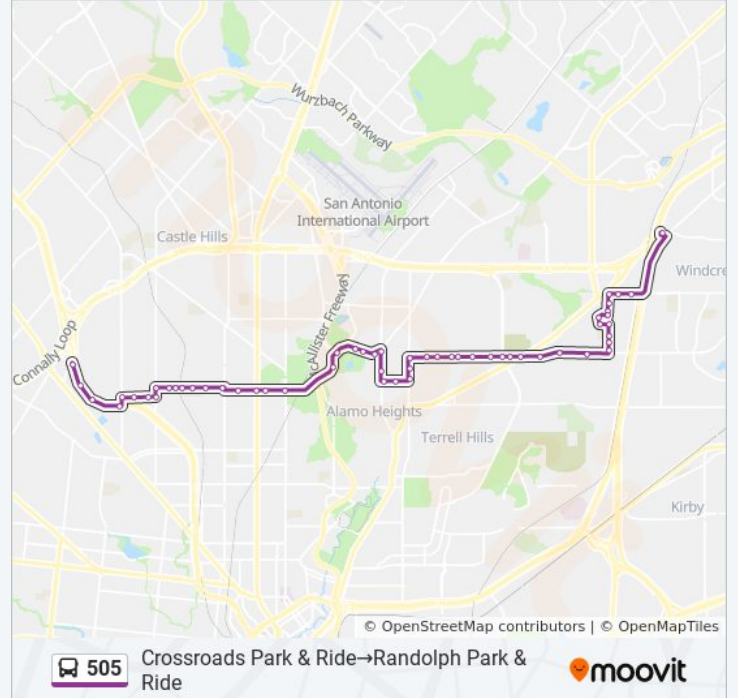 Wurzbach Parkway
San Antonio
International Airport
Castle Hills
Windcre
McAllister Freeway
Connally Loop
Alamo Heights
Terrell Hills
Kirby
© OpenStreetMap contributors | © OpenMapTiles
505
Crossroads Park & Ride→Randolph Park &
Ride
moovit